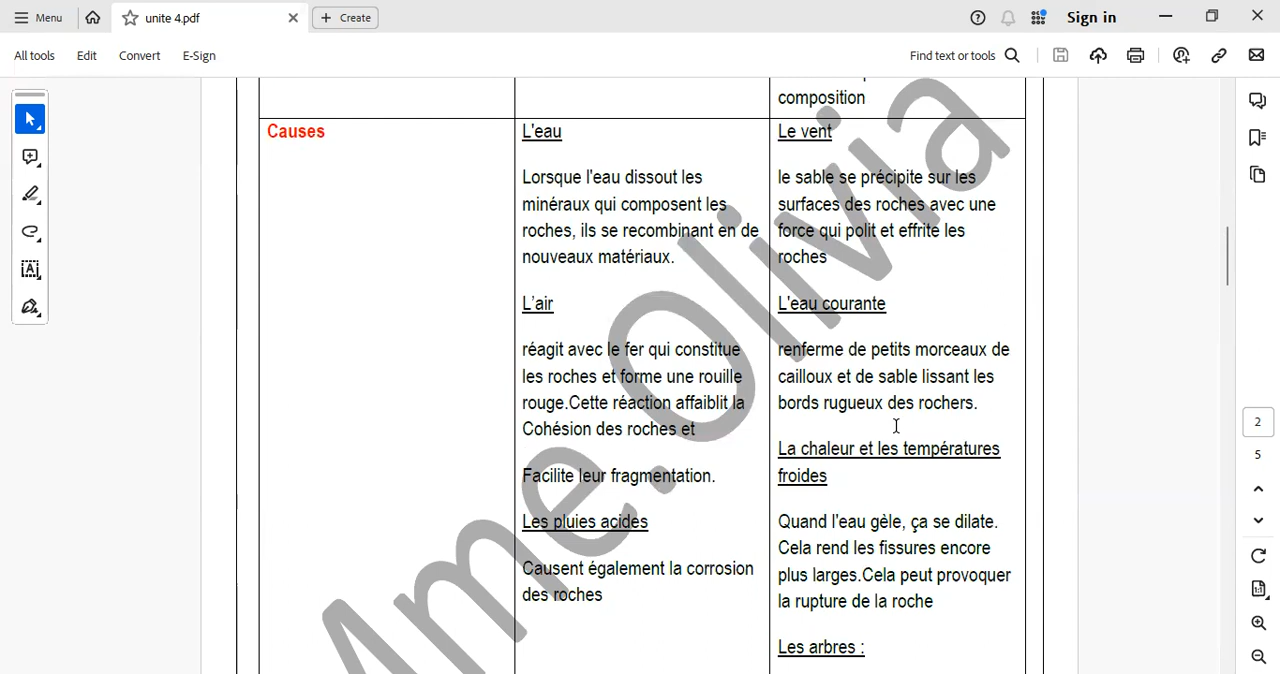 Menu
unite 4.pdf
Create
Sign in
All tools
Edit
Convert
E-Sign
Find text or tools
composition
Causes
L'eau
Lorsque l'eau dissout les
minéraux qui composent les
roches, ils se recombinant en de
nouveaux matériaux.
L'air
réagit avec le fer qui constitue
les roches et forme une rouille
rouge.Cette réaction affaiblit la
Cohésion des roches et
Facilite leur fragmentation.
Les pluies acides
Causent également la corrosion
des roches
Le vent
le sable se précipite sur les
surfaces des roches avec une
force qui polit et effrite les
roches
L'eau courante
renferme de petits morceaux de
cailloux et de sable lissant les
bords rugueux des rochers.
La chaleur et les températures
froides
Quand l'eau gèle, ça se dilate.
Cela rend les fissures encore
plus larges.Cela peut provoquer
la rupture de la roche
Les arbres :
Mme.Olivia
2
5